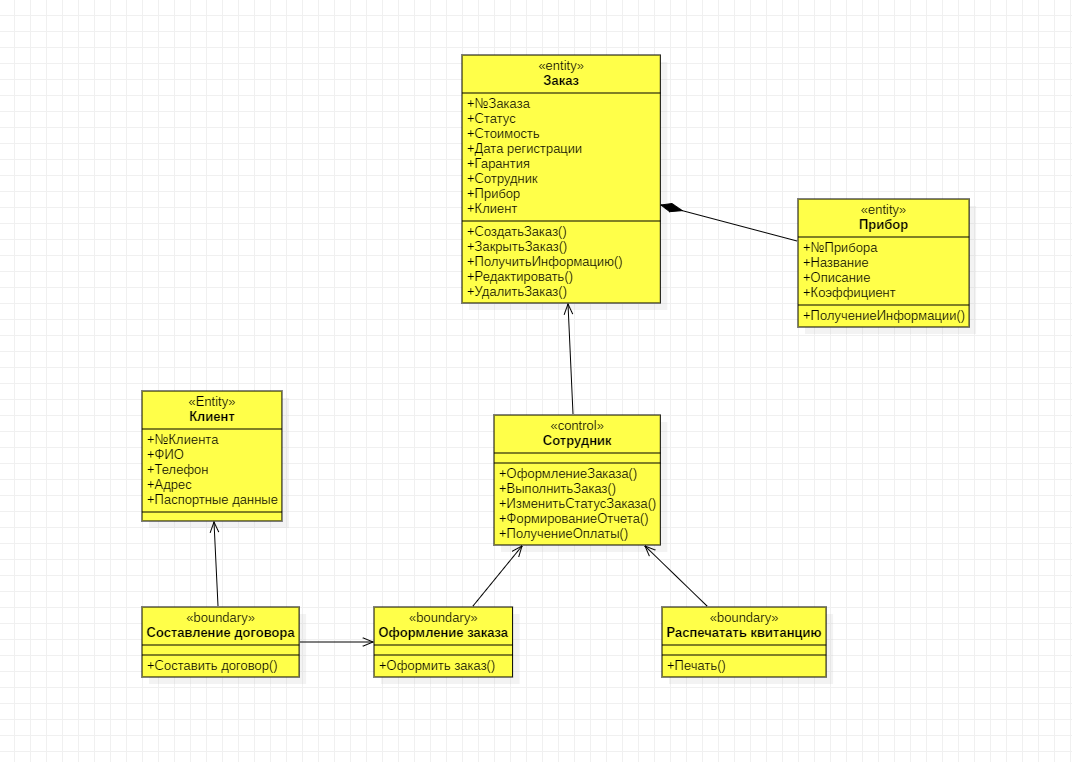 «entity»
Заказ
+№Заказа
+Статус
+Стоимость
+Дата регистрации
+Гарантия
+Сотрудник
+Прибор
+Клиент
+СоздатьЗаказ()
+ЗакрытьЗаказ()
+ПолучитьИнформацию()
+Редактировать()
+УдалитьЗаказ()
«entity»
Прибор
+№Прибора
+Название
+Описание
+Коэффициент
+ПолучениеИнформации()
«Entity»
Клиент
+№Клиента
+ФИО
+Телефон
+Адрес
+Паспортные данные
«control»
Сотрудник
+ОформлениеЗаказа()
+ВыполнитьЗаказ()
+ИзменитьСтатусЗаказа()
+ФормированиеОтчета()
+ПолучениеОплаты()
«boundary»
Составление договора
+Составить договор()
«boundary»
Оформление заказа
+Оформить заказ()
«boundary»
Распечатать квитанцию
+Печать()